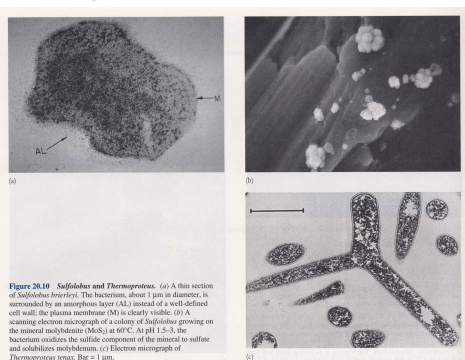 M
AL
(a)
(b)
Figure 20.10 Sulfolobus and Thermoproteus. (a) A thin section
of Sulfolobus brierleyi. The bacterium, about 1 μm in diameter, is
surrounded by an amorphous layer (AL) instead of a well-defined
cell wall; the plasma membrane (M) is clearly visible. (b) A
scanning electron micrograph of a colony of Sulfolobus growing on
the mineral molybdenite (MoS₂) at 60°C. At pH 1.5–3, the
bacterium oxidizes the sulfide component of the mineral to sulfate
and solubilizes molybdenum. (c) Electron micrograph of
Thermoproteus tenax. Bar = 1 μm.
(c)